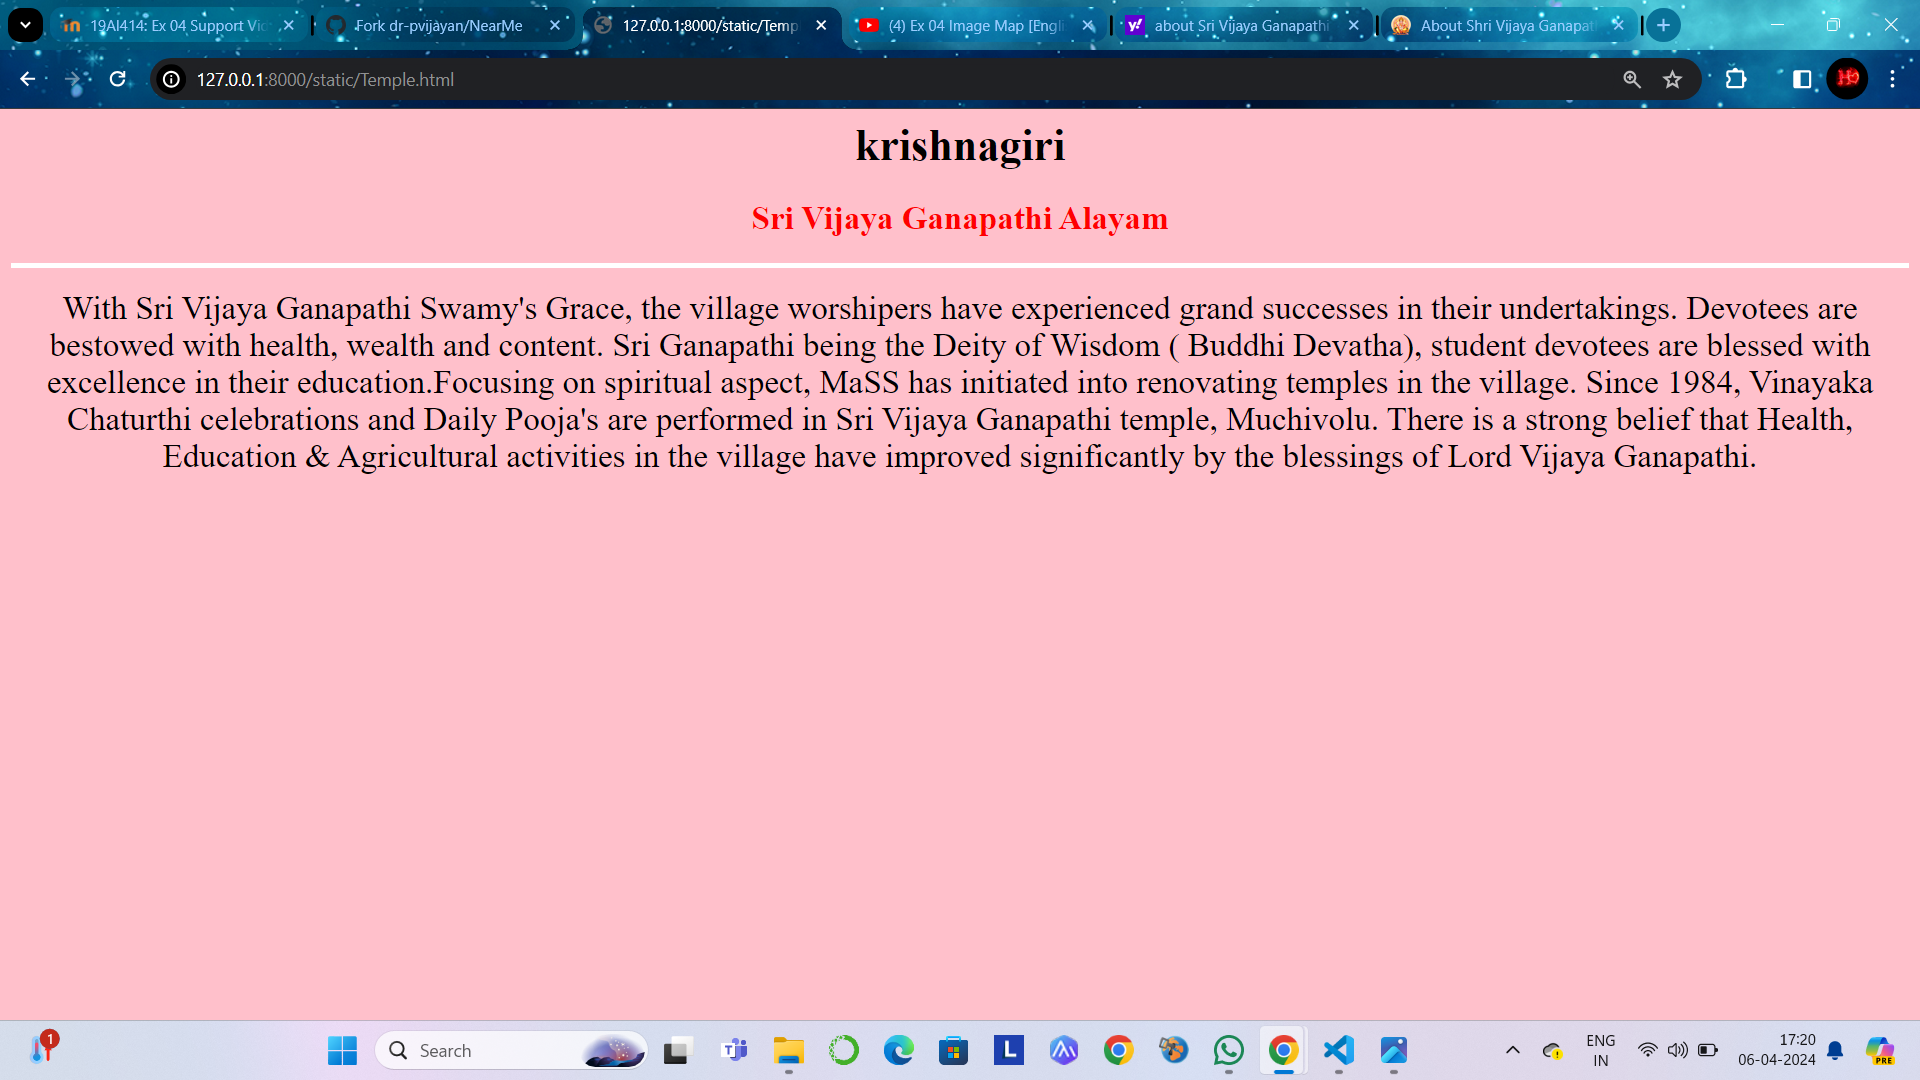 19AI414: Ex 04 Support Vic
Fork dr-pvijayan/NearMe
127.0.0.1:8000/static/Temp
(4) Ex 04 Image Map [Engli
about Sri Vijaya Ganapathi
About Shri Vijaya Ganapat
127.0.0.1:8000/static/Temple.html
krishnagiri
Sri Vijaya Ganapathi Alayam
With Sri Vijaya Ganapathi Swamy's Grace, the village worshipers have experienced grand successes in their undertakings. Devotees are
bestowed with health, wealth and content. Sri Ganapathi being the Deity of Wisdom ( Buddhi Devatha), student devotees are blessed with
excellence in their education.Focusing on spiritual aspect, MaSS has initiated into renovating temples in the village. Since 1984, Vinayaka
Chaturthi celebrations and Daily Pooja's are performed in Sri Vijaya Ganapathi temple, Muchivolu. There is a strong belief that Health,
Education & Agricultural activities in the village have improved significantly by the blessings of Lord Vijaya Ganapathi.
1
Search
L
ENG
IN
17:20
06-04-2024
PRE